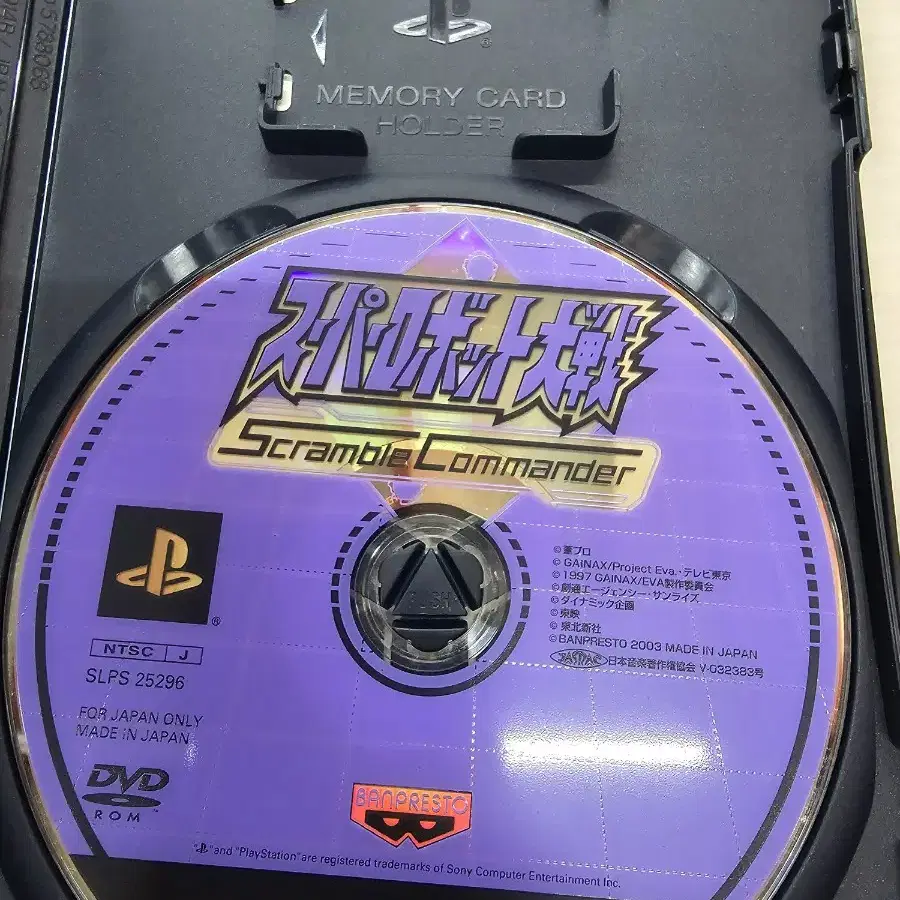 MEMORY CARD
HOLDER
スーパーロボット大戦
Scramble Commander
©葦プロ
© GAINAX/Project Eva.・テレビ東京
© 1997 GAINAX/EVA製作委員会
©創通エージェンシー・サンライズ
©ダイナミック企画
©東映
©東北新社
©BANPRESTO 2003 MADE IN JAPAN
JASRAC 日本音楽著作権協会 V-032383号
NTSC J
SLPS 25296
FOR JAPAN ONLY
MADE IN JAPAN
DVD
ROM
BANPRESTO
"PS" and "PlayStation" are registered trademarks of Sony Computer Entertainment Inc.